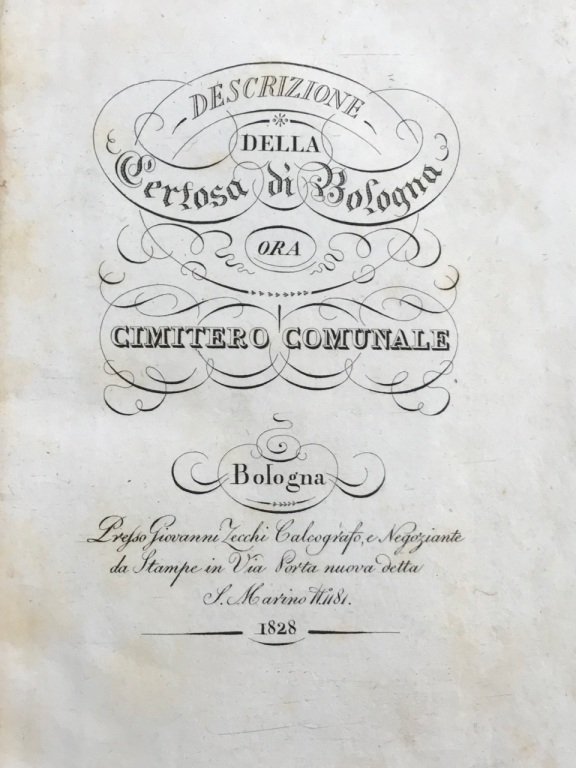 DESCRIZIONE
DELLA
Certosa di Bologna
ORA
CIMITERO COMUNALE
Bologna
Presso Giovanni Zecchi Calcografo, e Negoziante
da Stampe in Via Porta nuova detta
S. Marino N.º 1181.
1828